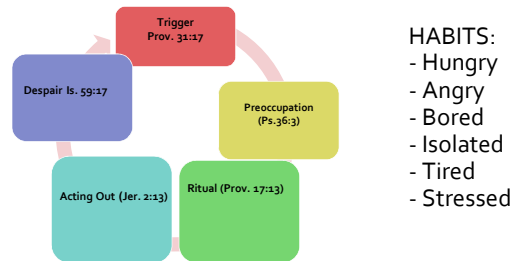 Trigger
Prov. 31:17
Preoccupation
(Ps.36:3)
Ritual (Prov. 17:13)
Acting Out (Jer. 2:13)
Despair Is. 59:17
HABITS:
- Hungry
- Angry
- Bored
- Isolated
- Tired
- Stressed